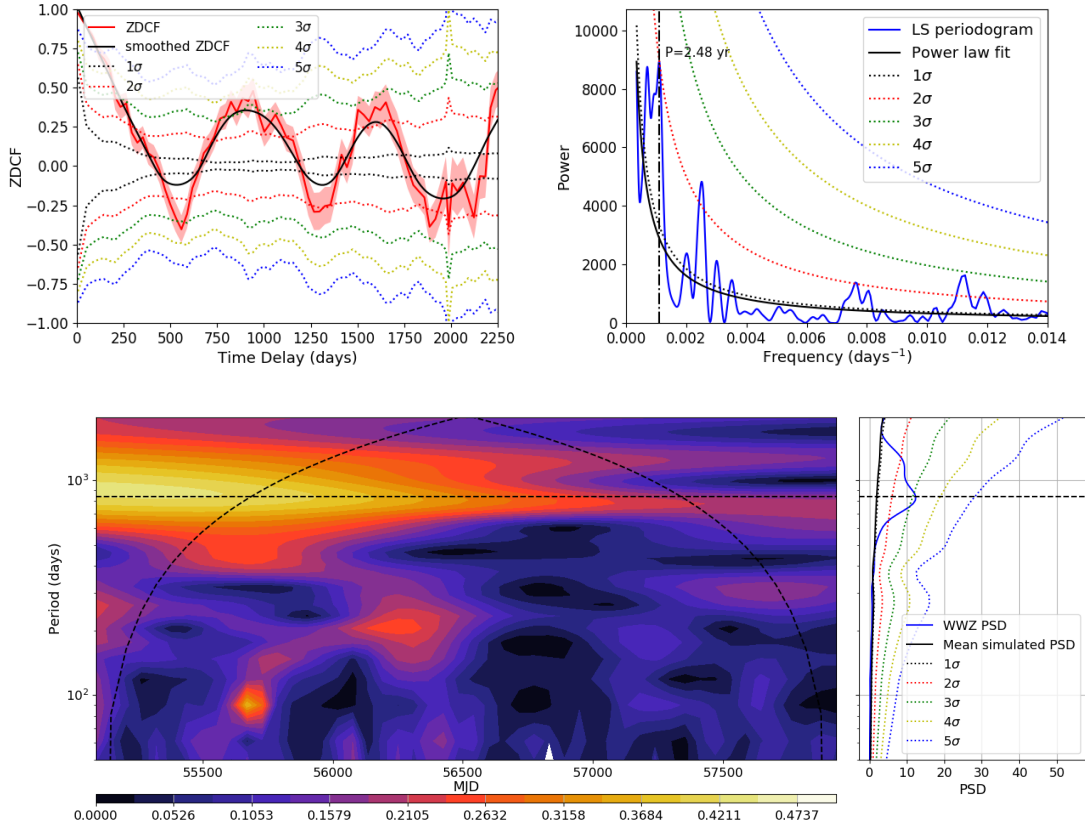 1.00
0.75
0.50
0.25
0.00
−0.25
−0.50
−0.75
−1.00
ZDCF
ZDCF
smoothed ZDCF
1σ
2σ
3σ
4σ
5σ
0 250 500 750 1000 1250 1500 1750 2000 2250
Time Delay (days)
10000
8000
6000
4000
2000
0
Power
P=2.48 yr
LS periodogram
Power law fit
1σ
2σ
3σ
4σ
5σ
0.000 0.002 0.004 0.006 0.008 0.010 0.012 0.014
Frequency (days⁻¹)
10³
10²
Period (days)
55500 56000 56500 57000 57500
MJD
0.0000 0.0526 0.1053 0.1579 0.2105 0.2632 0.3158 0.3684 0.4211 0.4737
WWZ PSD
Mean simulated PSD
1σ
2σ
3σ
4σ
5σ
0 10 20 30 40 50
PSD